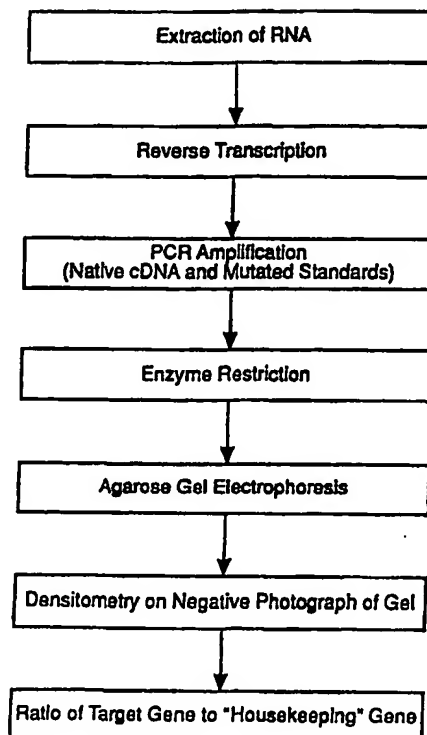 Extraction of RNA
Reverse Transcription
PCR Amplification
(Native cDNA and Mutated Standards)
Enzyme Restriction
Agarose Gel Electrophoresis
Densitometry on Negative Photograph of Gel
Ratio of Target Gene to "Housekeeping" Gene